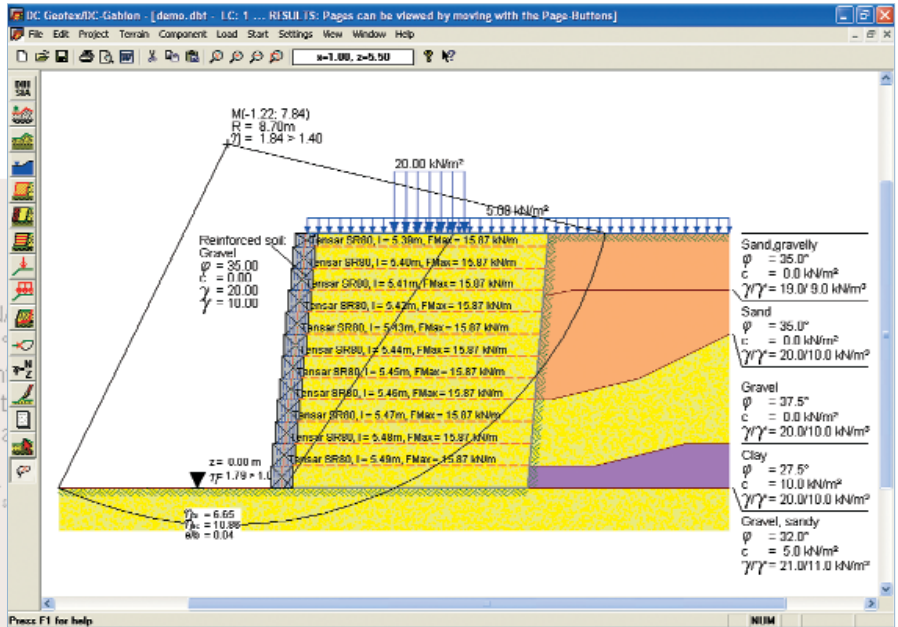 DC Geotex/DC-Gabion - [demo.dbt - LC: 1 ... RESULTS: Pages can be viewed by moving with the Page-Buttons]
File Edit Project Terrain Component Load Start Settings View Window Help
x=1.00, z=5.50
M(-1.22; 7.84)
R = 8.70m
η = 1.84 > 1.40
20.00 kN/m²
5.00 kN/m²
Reinforced soil:
Gravel
φ = 35.00
c = 0.00
γ = 20.00
γ' = 10.00
Tensar SR80, l = 5.39m, FMax = 15.87 kN/m
Tensar SR80, l = 5.40m, FMax = 15.87 kN/m
Tensar SR80, l = 5.41m, FMax = 15.87 kN/m
Tensar SR80, l = 5.42m, FMax = 15.87 kN/m
Tensar SR80, l = 5.43m, FMax = 15.87 kN/m
Tensar SR80, l = 5.44m, FMax = 15.87 kN/m
Tensar SR80, l = 5.45m, FMax = 15.87 kN/m
Tensar SR80, l = 5.46m, FMax = 15.87 kN/m
Tensar SR80, l = 5.47m, FMax = 15.87 kN/m
Tensar SR80, l = 5.48m, FMax = 15.87 kN/m
Tensar SR80, l = 5.49m, FMax = 15.87 kN/m
z = 0.00 m
η = 1.79 > 1.
= 6.65
= 10.88
e/b = 0.04
Sand,gravelly
φ = 35.0°
c = 0.0 kN/m²
γ/γ' = 19.0/ 9.0 kN/m³
Sand
φ = 35.0°
c = 0.0 kN/m²
γ/γ' = 20.0/10.0 kN/m³
Gravel
φ = 37.5°
c = 0.0 kN/m²
γ/γ' = 20.0/10.0 kN/m³
Clay
φ = 27.5°
c = 10.0 kN/m²
γ/γ' = 20.0/10.0 kN/m³
Gravel, sandy
φ = 32.0°
c = 5.0 kN/m²
γ/γ' = 21.0/11.0 kN/m³
Press F1 for help
NUM